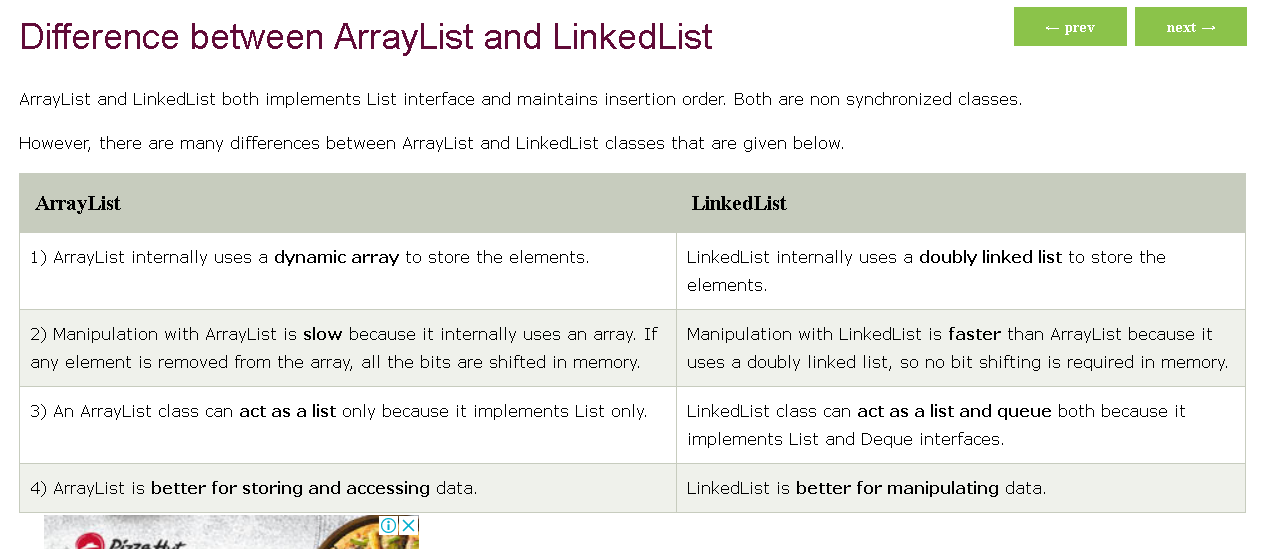 Difference between ArrayList and LinkedList
← prev
next →
ArrayList and LinkedList both implements List interface and maintains insertion order. Both are non synchronized classes.
However, there are many differences between ArrayList and LinkedList classes that are given below.
ArrayList
LinkedList
1) ArrayList internally uses a dynamic array to store the elements.
LinkedList internally uses a doubly linked list to store the
elements.
2) Manipulation with ArrayList is slow because it internally uses an array. If
any element is removed from the array, all the bits are shifted in memory.
Manipulation with LinkedList is faster than ArrayList because it
uses a doubly linked list, so no bit shifting is required in memory.
3) An ArrayList class can act as a list only because it implements List only.
LinkedList class can act as a list and queue both because it
implements List and Deque interfaces.
4) ArrayList is better for storing and accessing data.
LinkedList is better for manipulating data.
Pizza Hut